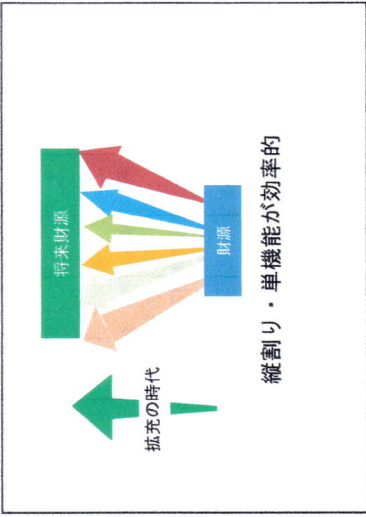 将来財源
拡充の時代
財源
縦割り・単機能が効率的